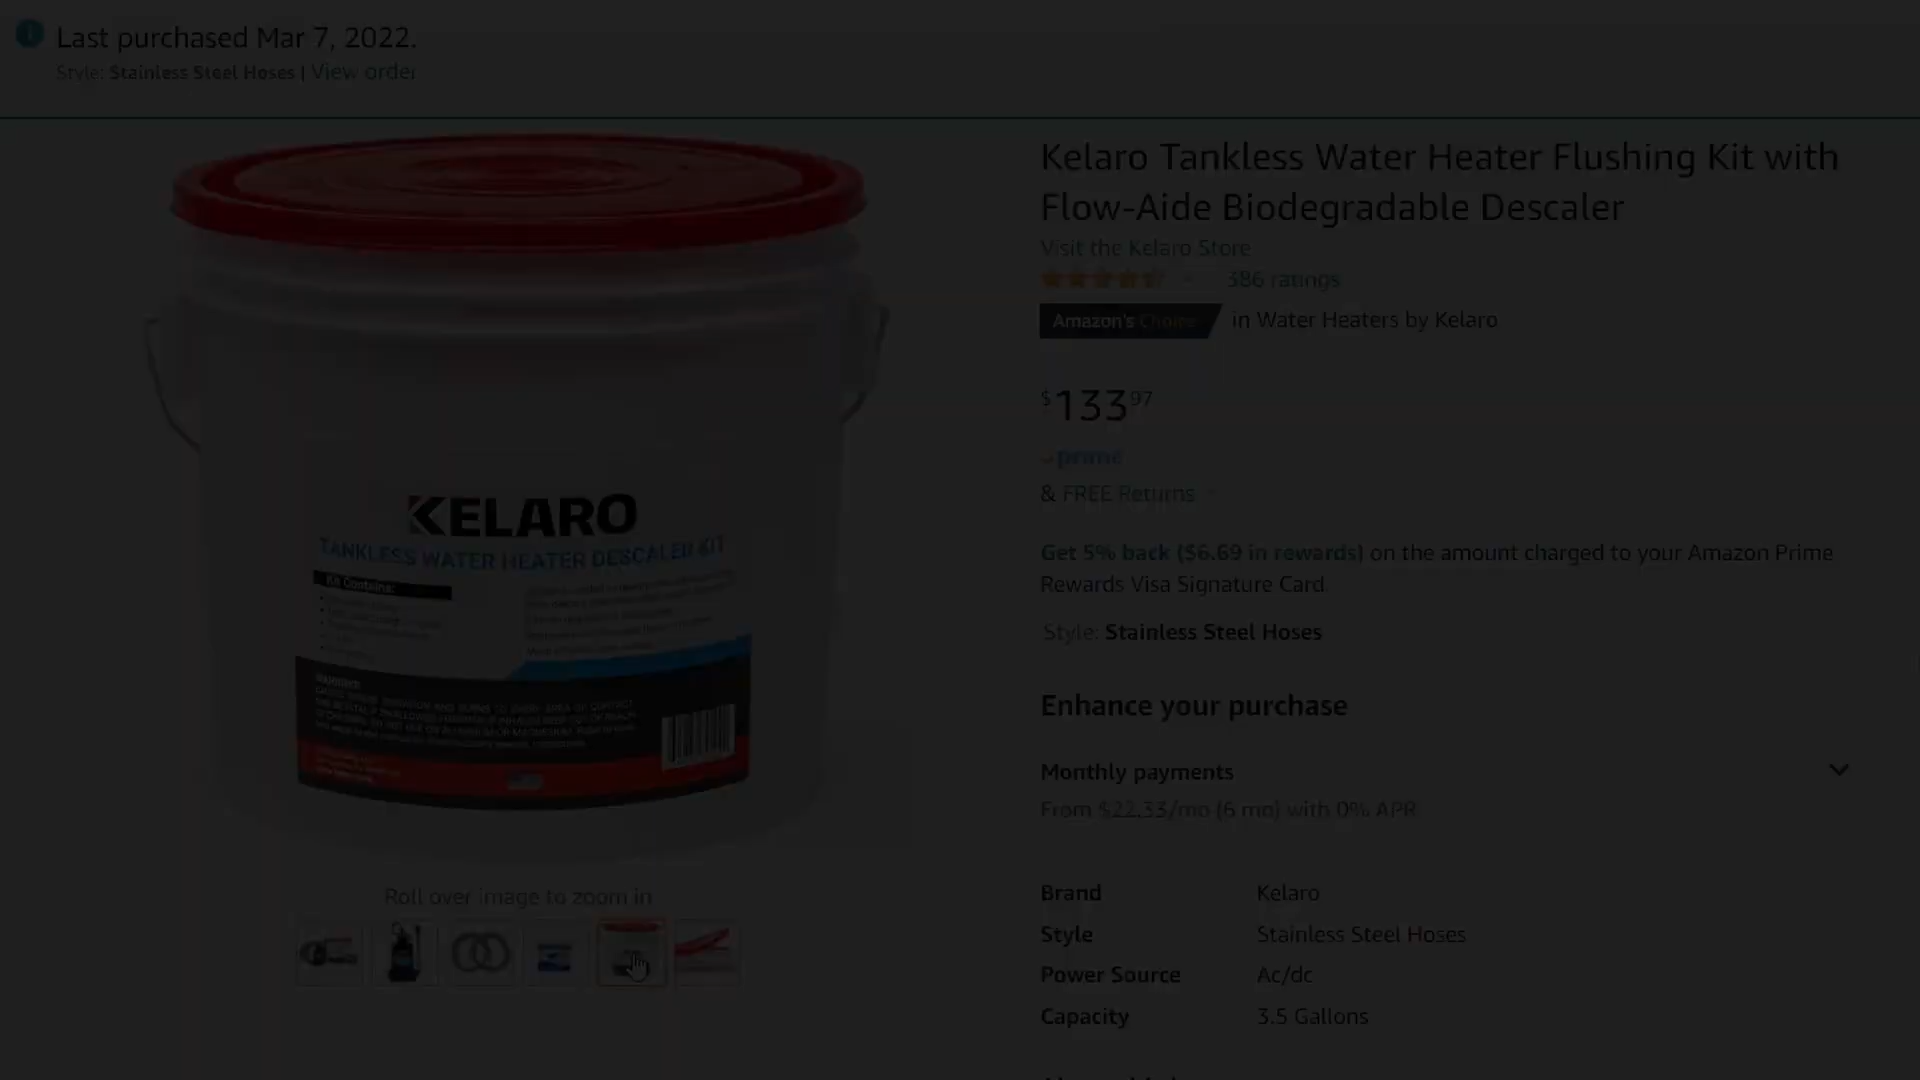 Last purchased Mar 7, 2022.
Style: Stainless Steel Hoses | View order
Kelaro Tankless Water Heater Flushing Kit with
Flow-Aide Biodegradable Descaler
Visit the Kelaro Store
386 ratings
Amazon's Choice in Water Heaters by Kelaro
$133.97
prime
& FREE Returns
Get 5% back ($6.69 in rewards) on the amount charged to your Amazon Prime
Rewards Visa Signature Card.
Style: Stainless Steel Hoses
Enhance your purchase
Monthly payments
From $22.33/mo (6 mo) with 0% APR
Brand Kelaro
Style Stainless Steel Hoses
Power Source Ac/dc
Capacity 3.5 Gallons
KELARO
TANKLESS WATER HEATER DESCALER KIT
Kit Contains:
WARNING:
Roll over image to zoom in